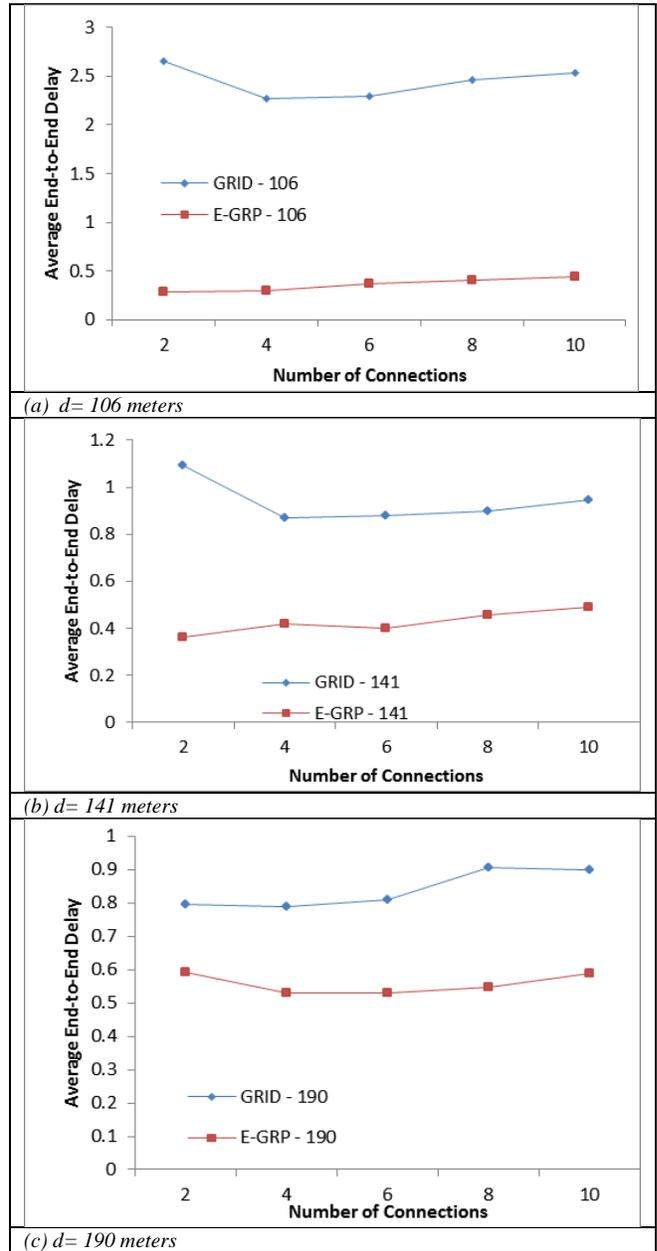 3
2.5
2
1.5
1
0.5
0
Average End-to-End Delay
GRID - 106
E-GRP - 106
2 4 6 8 10
Number of Connections
(a) d= 106 meters
1.2
1
0.8
0.6
0.4
0.2
0
Average End-to-End Delay
GRID - 141
E-GRP - 141
2 4 6 8 10
Number of Connections
(b) d= 141 meters
1
0.9
0.8
0.7
0.6
0.5
0.4
0.3
0.2
0.1
0
Average End-to-End Delay
GRID - 190
E-GRP - 190
2 4 6 8 10
Number of Connections
(c) d= 190 meters